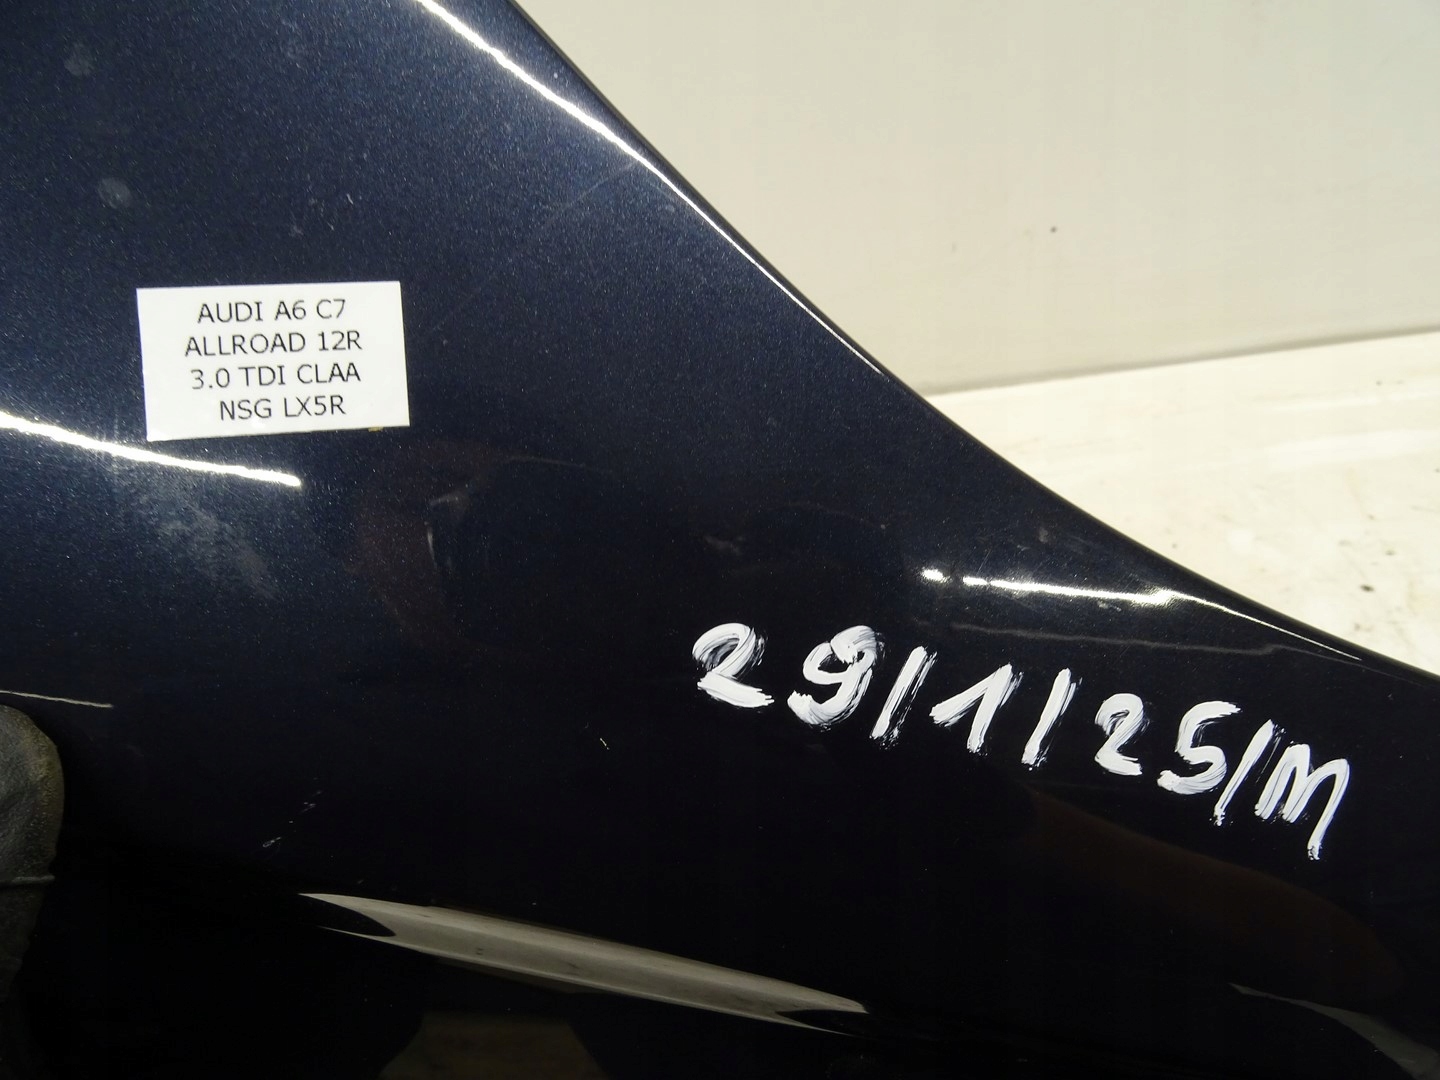 AUDI A6 C7
ALLROAD 12R
3.0 TDI CLAA
NSG LX5R
29/1/25/M